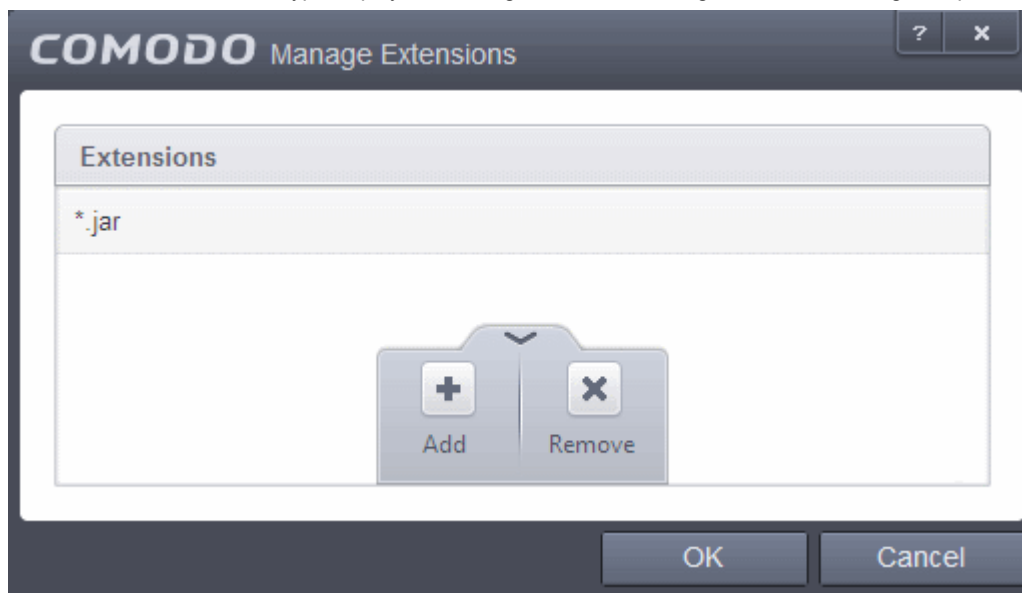 COMODO Manage Extensions
?
Extensions
*.jar
Add
Remove
OK
Cancel